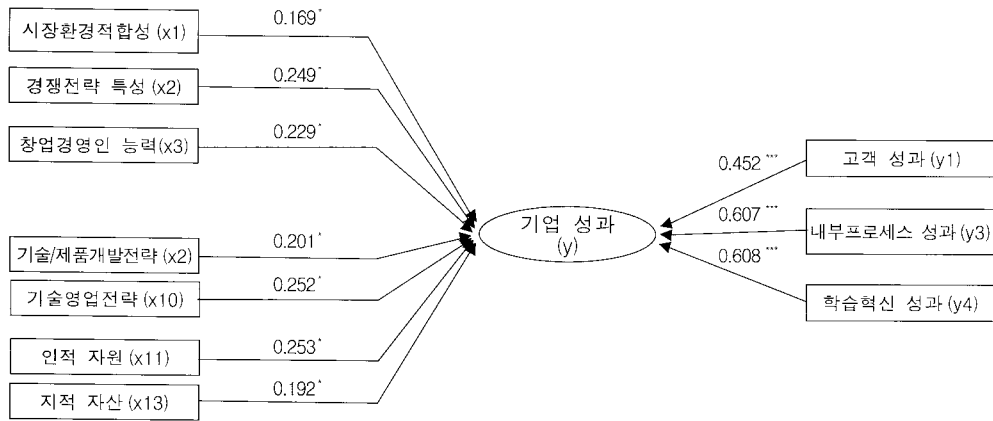 시장환경적합성 (x1)
0.169*
경쟁전략 특성 (x2)
0.249*
창업경영인 능력(x3)
0.229*
기술/제품개발전략 (x2)
0.201*
기술영업전략 (x10)
0.252*
인적 자원 (x11)
0.253*
지적 자산 (x13)
0.192*
기업 성과
(y)
0.452 ***
고객 성과 (y1)
0.607 ***
내부프로세스 성과(y3)
0.608 ***
학습혁신 성과 (y4)